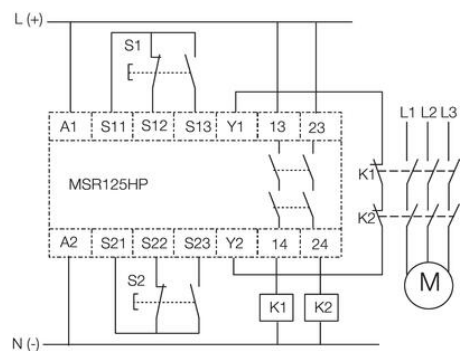 L (+)
S1
L1 L2 L3
A1 S11 S12 S13 Y1 13 23
K1
MSR125HP
K2
A2 S21 S22 S23 Y2 14 24
S2
M
K1 K2
N (-)